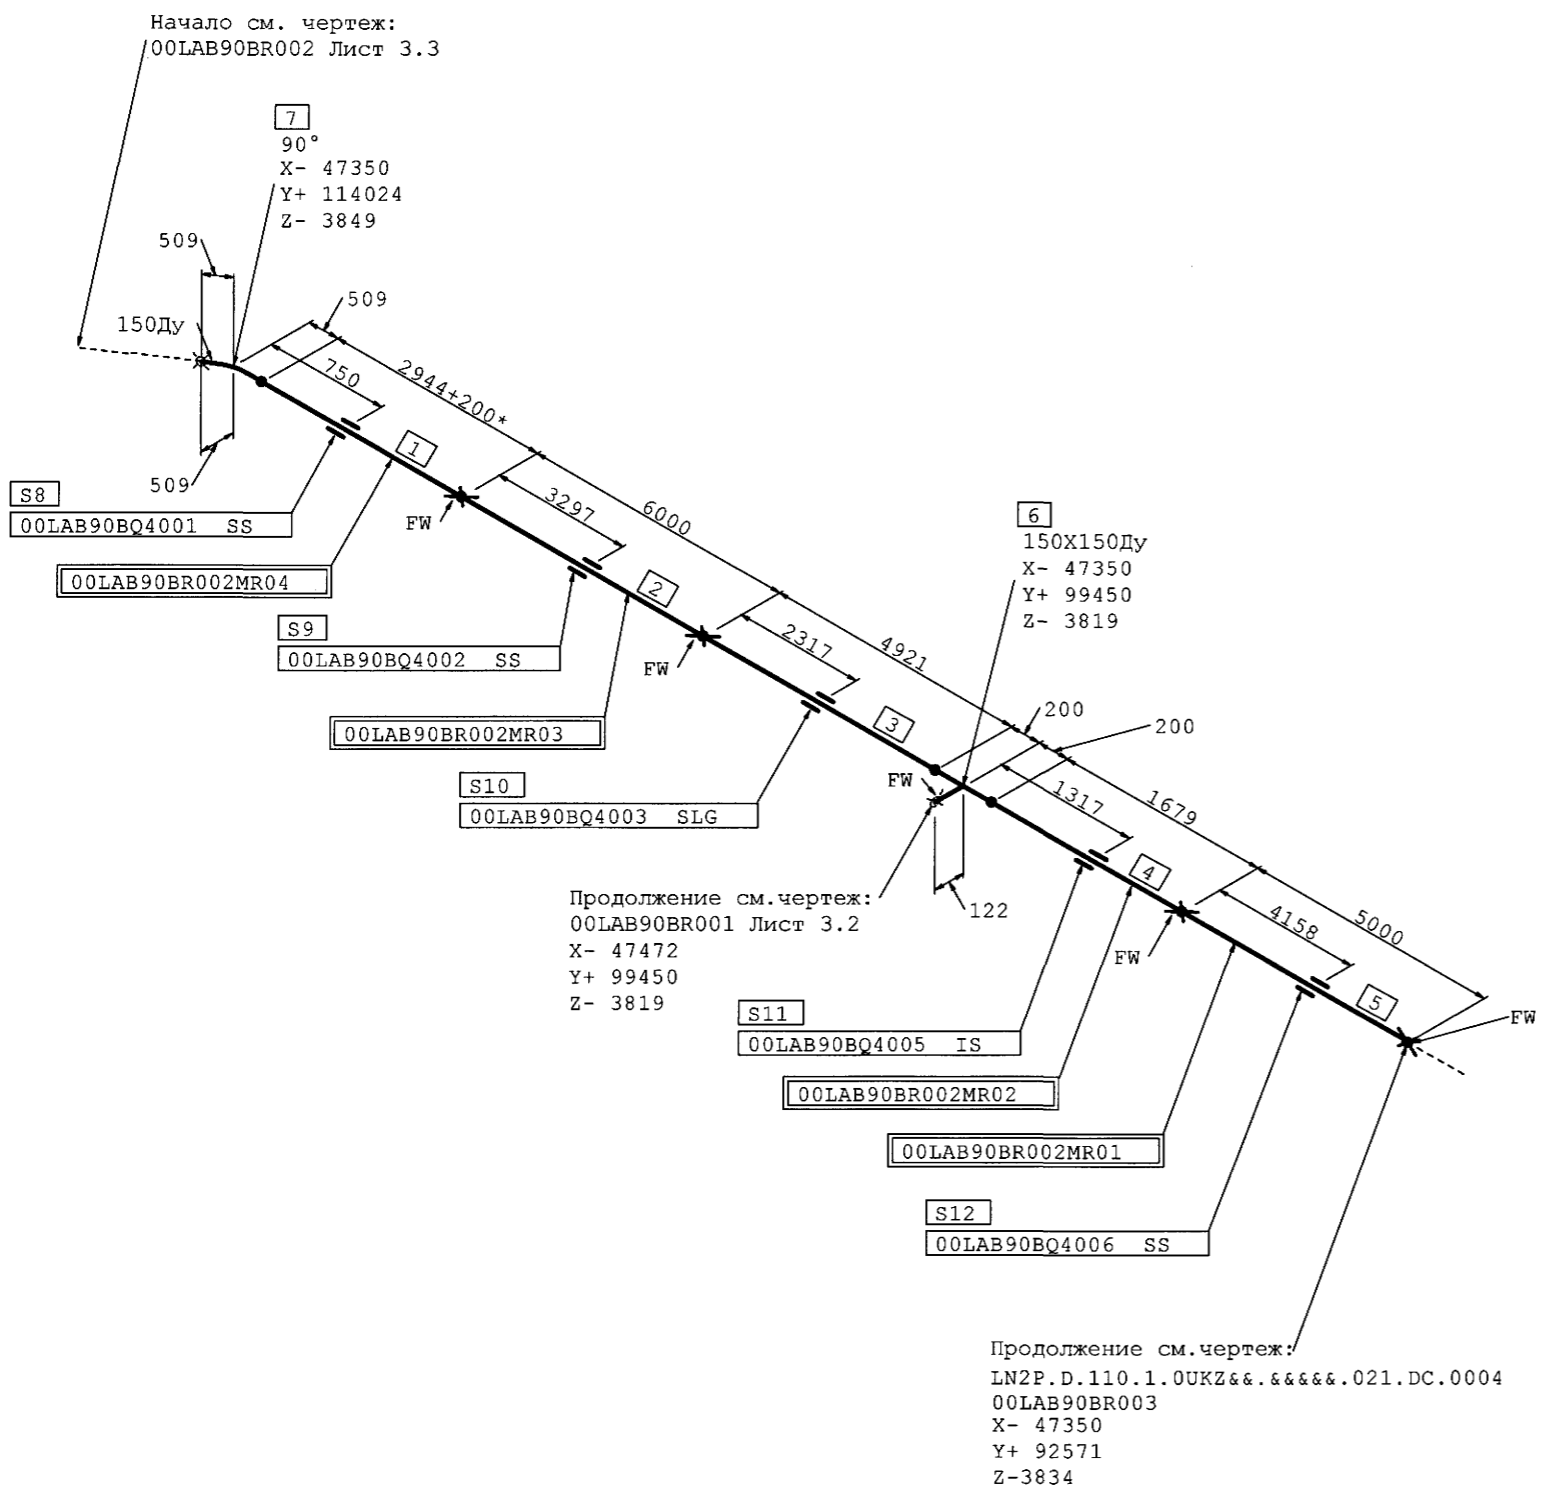 Начало см. чертеж:
00LAB90BR002 Лист 3.3
7
90°
X- 47350
Y+ 114024
Z- 3849
509
509
150Ду
750
2944+200*
509
1
S8
00LAB90BQ4001 SS
FW
3297
6000
00LAB90BR002MR04
2
6
150X150Ду
X- 47350
Y+ 99450
Z- 3819
S9
00LAB90BQ4002 SS
FW
2317
4921
00LAB90BR002MR03
3
200
200
S10
00LAB90BQ4003 SLG
FW
1317
1679
4
122
Продолжение см.чертеж:
00LAB90BR001 Лист 3.2
X- 47472
Y+ 99450
Z- 3819
4158
5000
FW
5
FW
S11
00LAB90BQ4005 IS
00LAB90BR002MR02
00LAB90BR002MR01
S12
00LAB90BQ4006 SS
Продолжение см.чертеж:
LN2P.D.110.1.0UKZ&&.&&&&&.021.DC.0004
00LAB90BR003
X- 47350
Y+ 92571
Z-3834